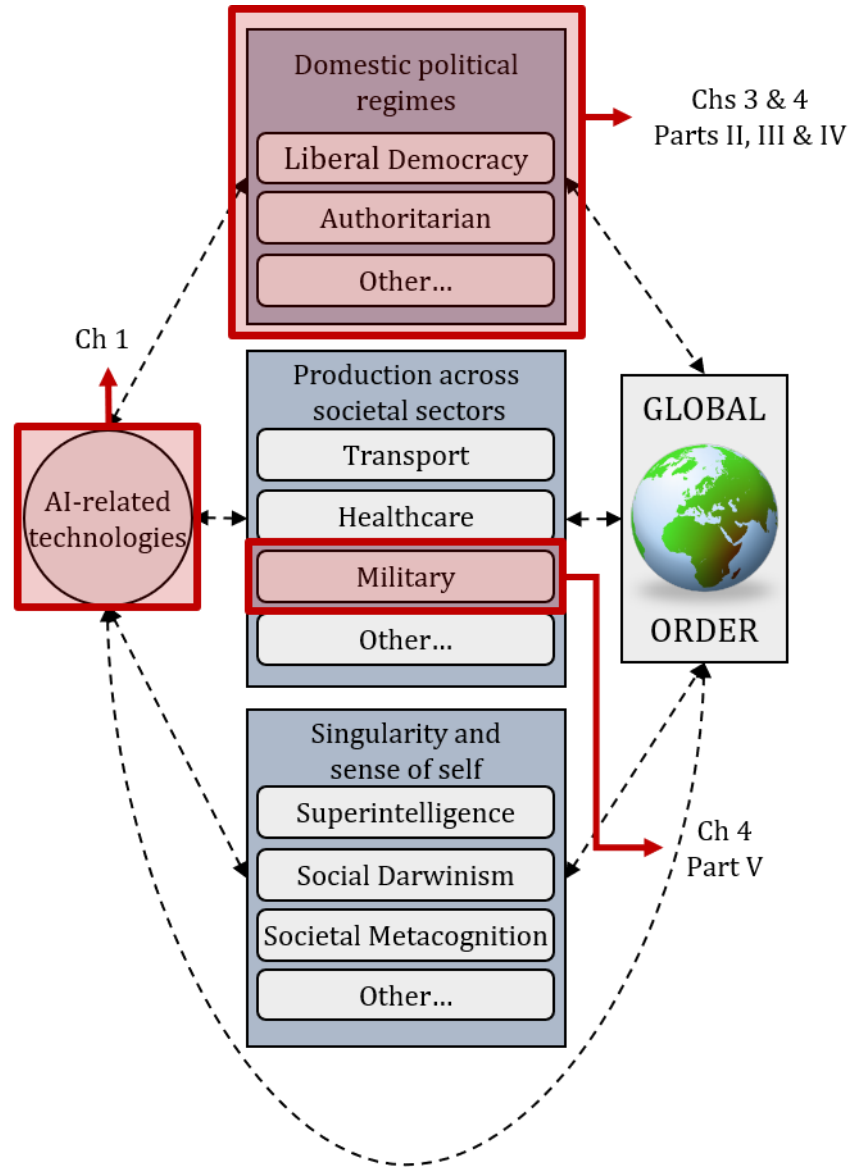 Domestic political
regimes
Liberal Democracy
Authoritarian
Other…
Chs 3 & 4
Parts II, III & IV
Ch 1
AI-related
technologies
Production across
societal sectors
Transport
Healthcare
Military
Other…
GLOBAL
ORDER
Singularity and
sense of self
Superintelligence
Social Darwinism
Societal Metacognition
Other…
Ch 4
Part V